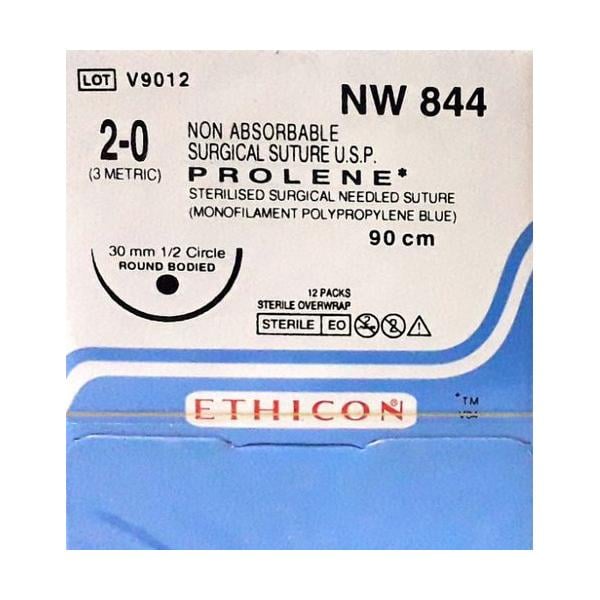 LOT V9012
NW 844
2-0
(3 METRIC)
NON ABSORBABLE
SURGICAL SUTURE U.S.P.
PROLENE*
STERILISED SURGICAL NEEDLED SUTURE
(MONOFILAMENT POLYPROPYLENE BLUE)
90 cm
30 mm 1/2 Circle
ROUND BODIED
12 PACKS
STERILE OVERWRAP
STERILE EO
2
ETHICON®
*TM